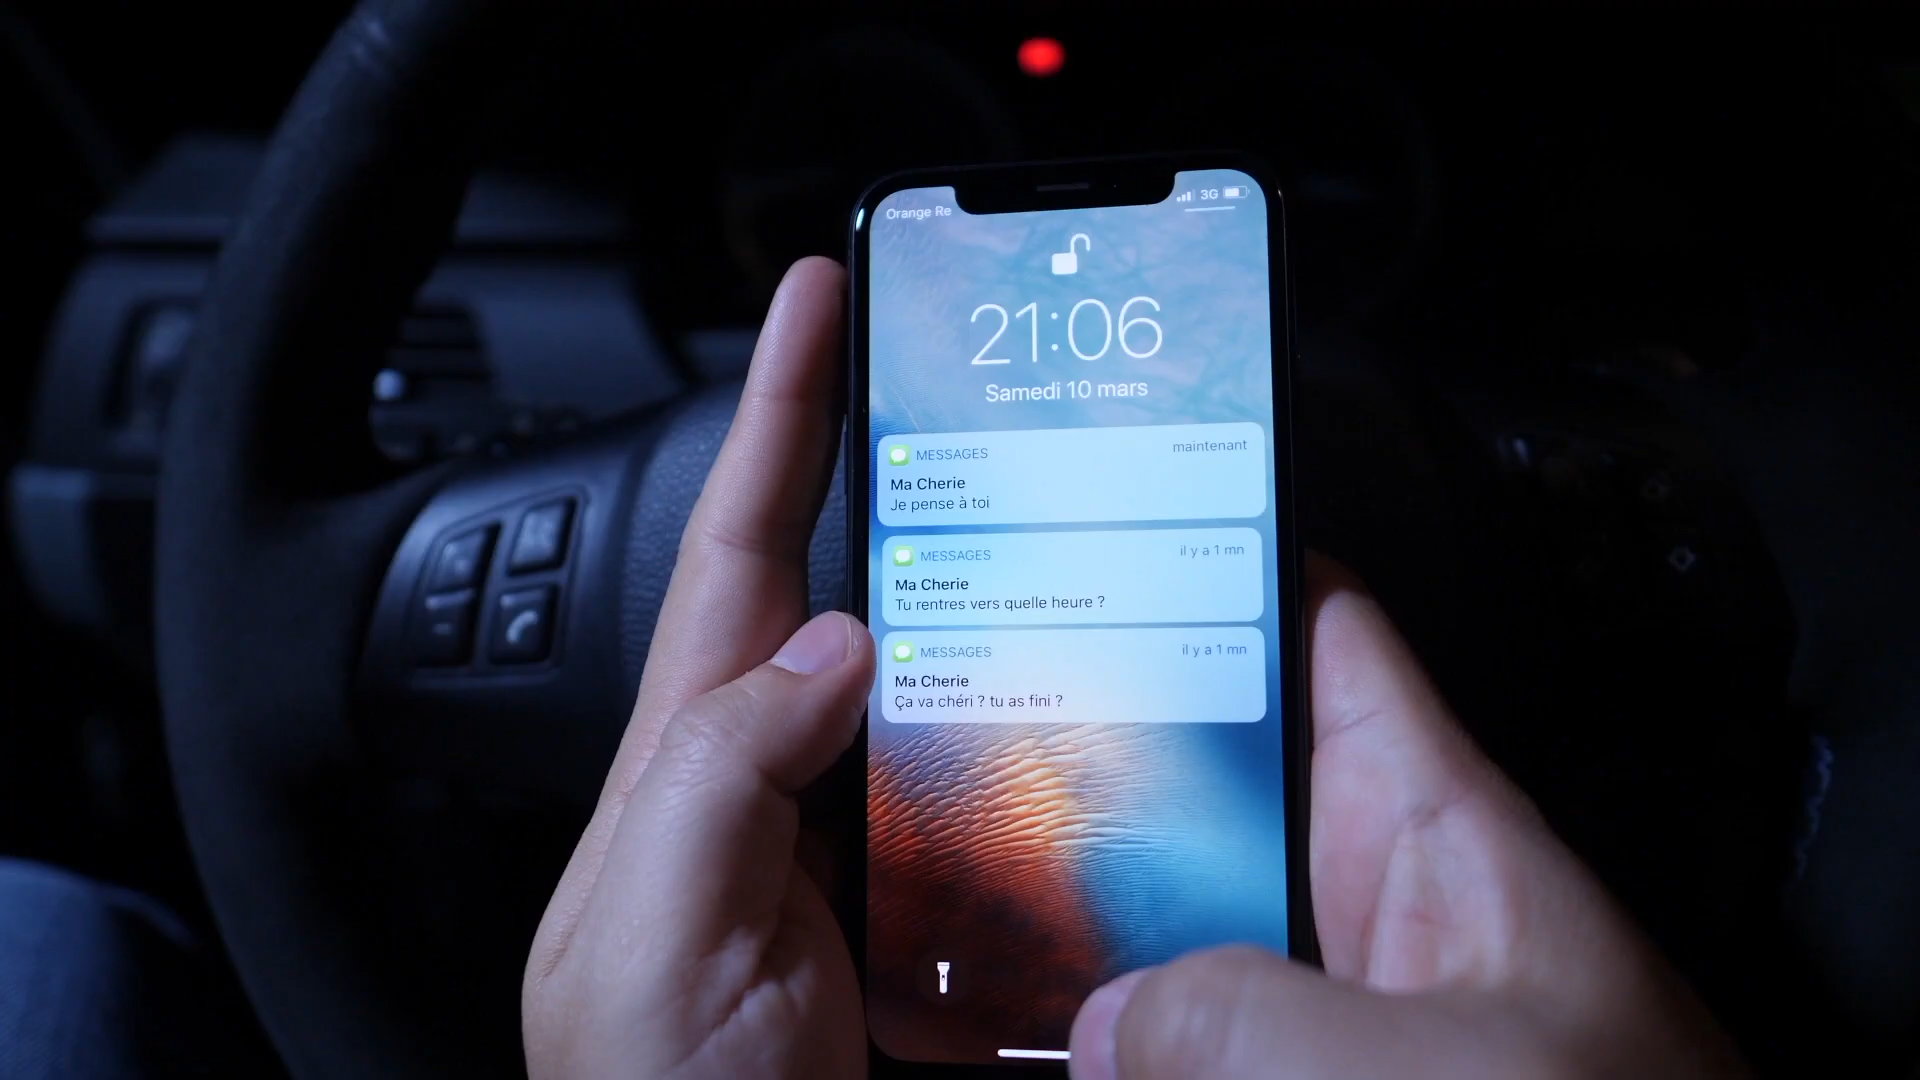 Orange Re
3G
21:06
Samedi 10 mars
MESSAGES
maintenant
Ma Cherie
Je pense à toi
MESSAGES
il y a 1 mn
Ma Cherie
Tu rentres vers quelle heure ?
MESSAGES
il y a 1 mn
Ma Cherie
Ça va chéri ? tu as fini ?